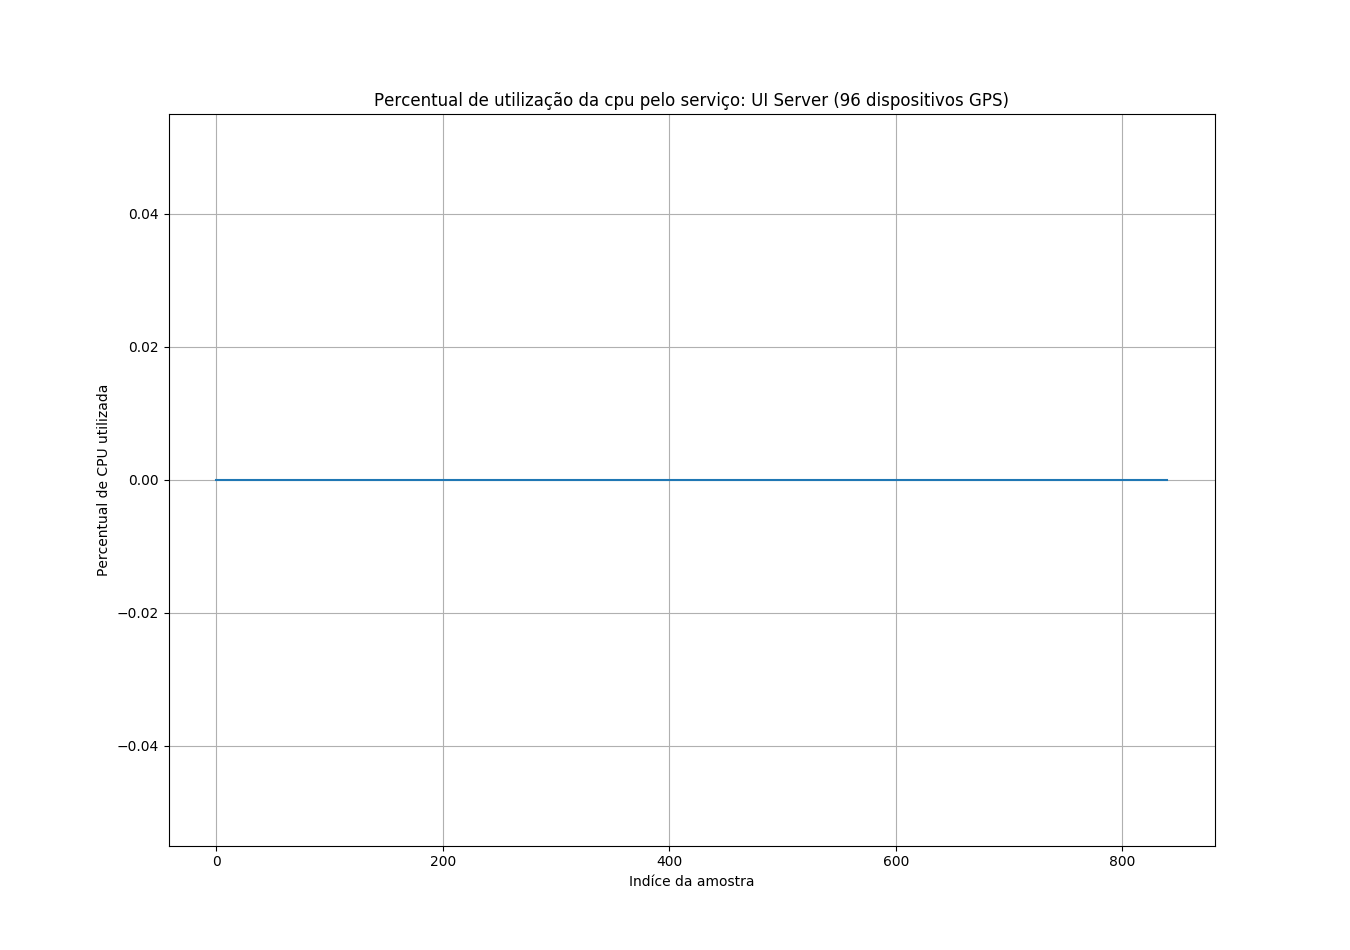 Percentual de utilização da cpu pelo serviço: UI Server (96 dispositivos GPS)
0.04
0.02
0.00
−0.02
−0.04
Percentual de CPU utilizada
0 200 400 600 800
Indíce da amostra